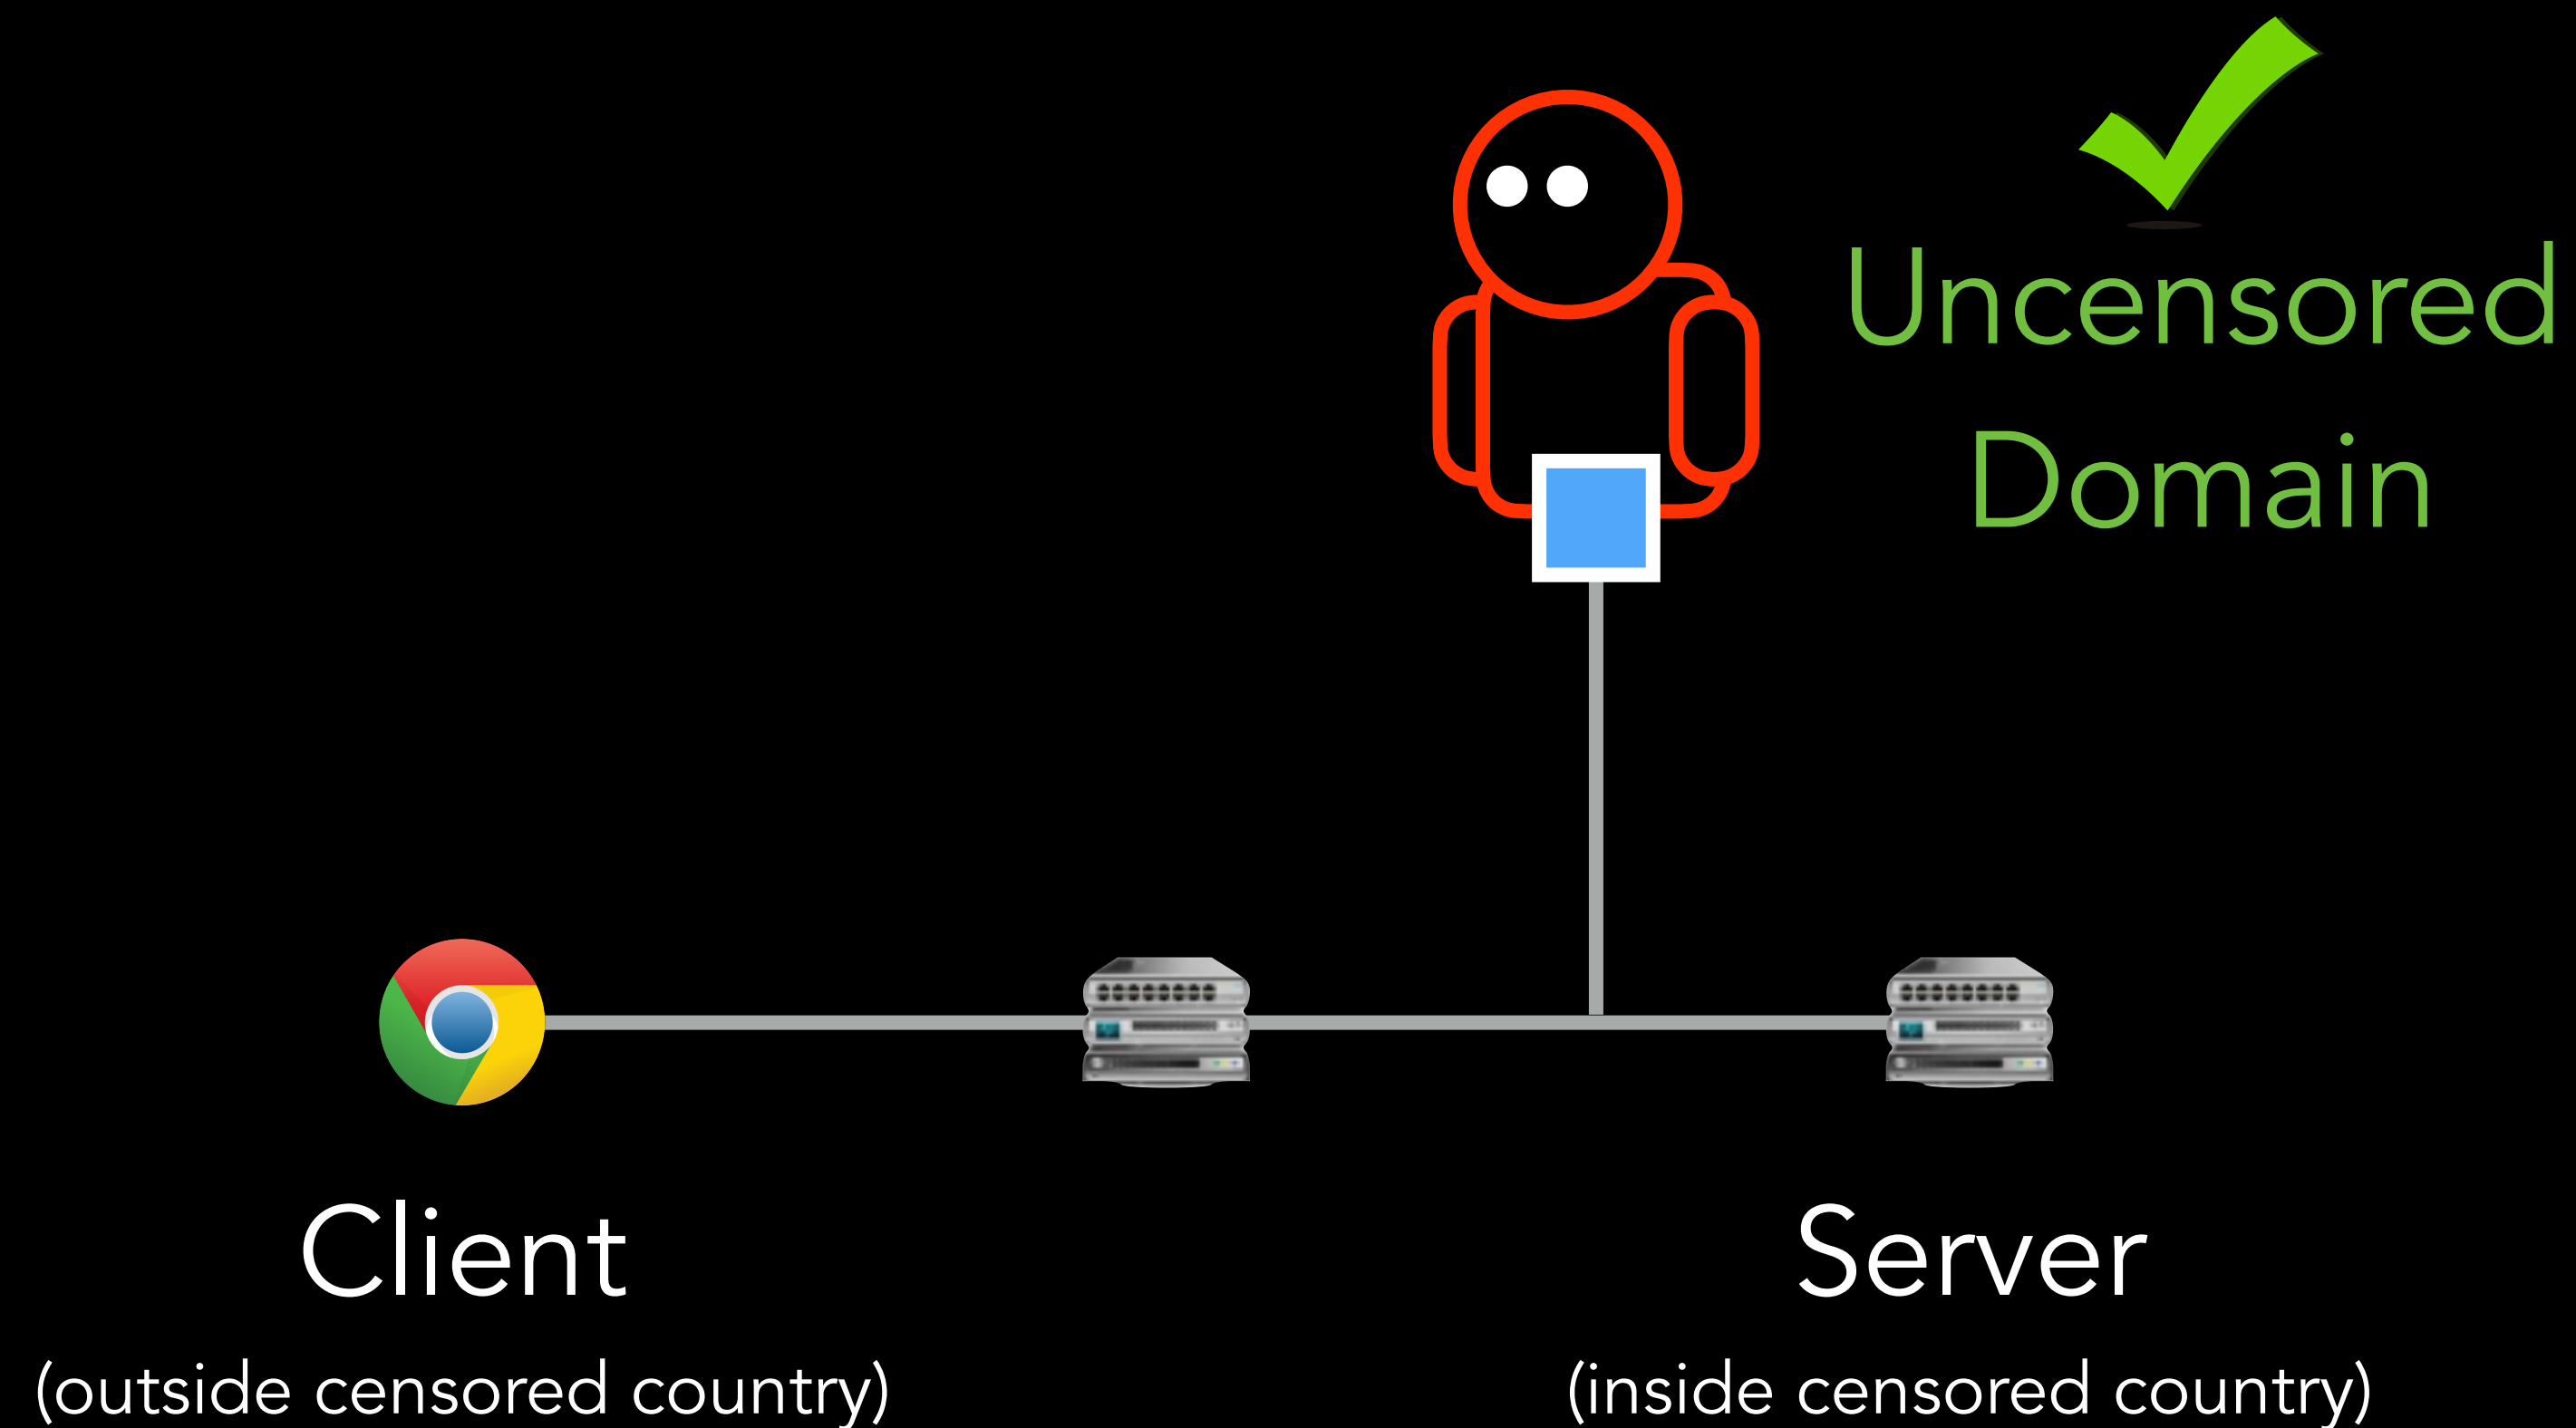 Uncensored
Domain
Client
Server
(outside censored country)
(inside censored country)